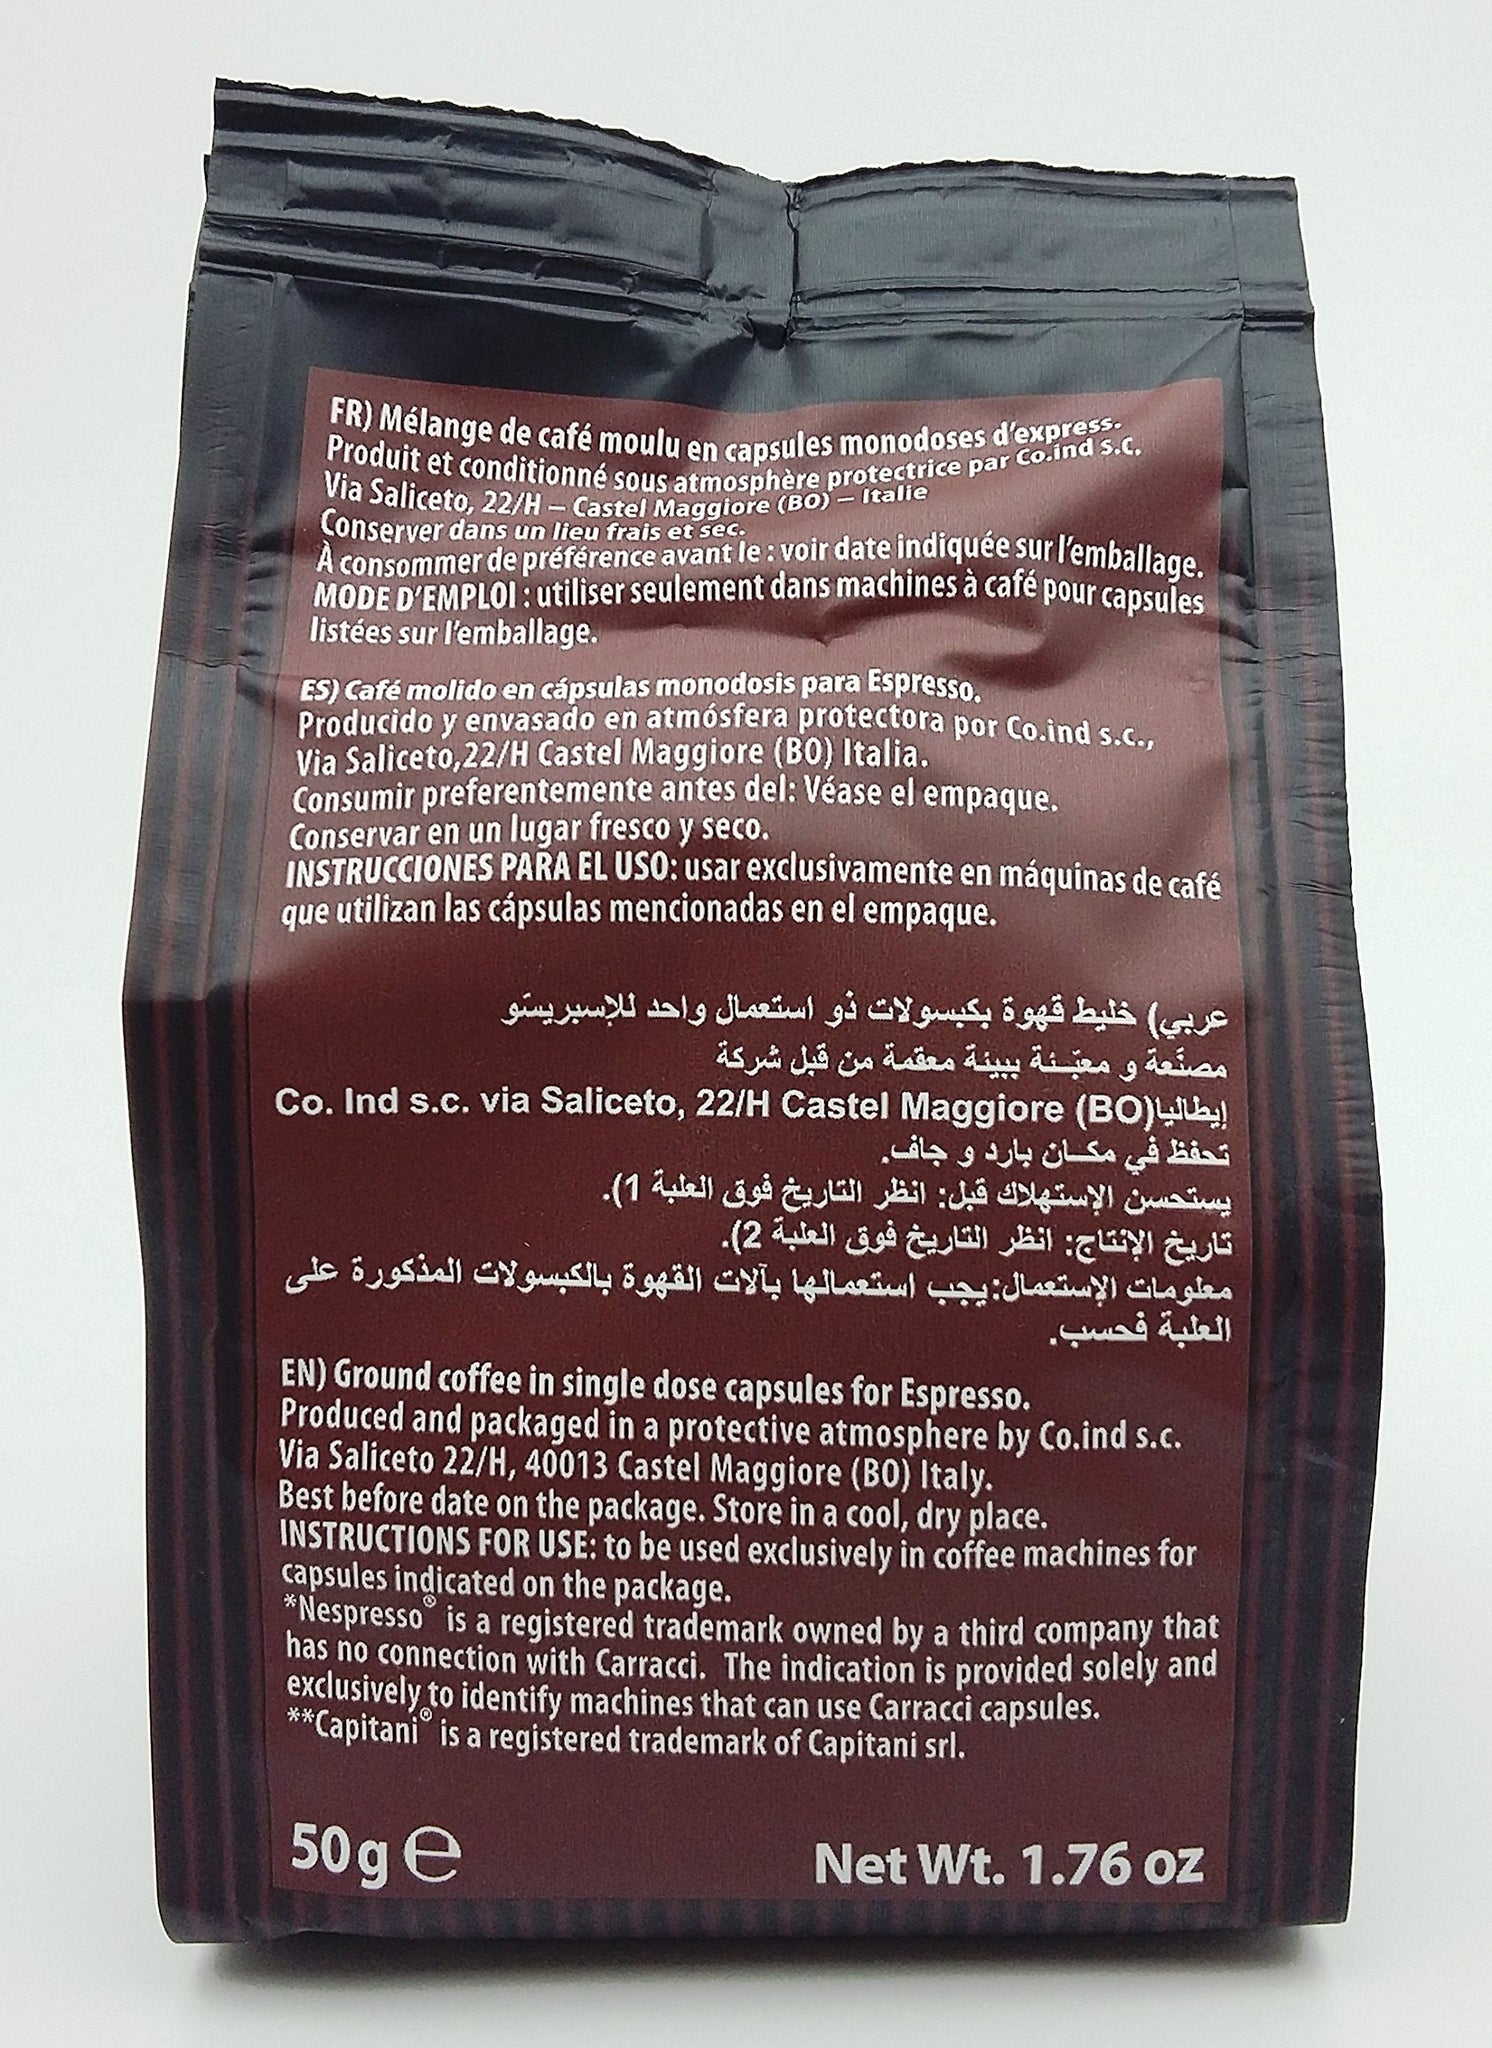 FR) Mélange de café moulu en capsules monodoses d'express.
Produit et conditionné sous atmosphère protectrice par Co.ind s.c.
Via Saliceto, 22/H – Castel Maggiore (BO) – Italie
Conserver dans un lieu frais et sec.
À consommer de préférence avant le : voir date indiquée sur l'emballage.
MODE D'EMPLOI : utiliser seulement dans machines à café pour capsules
listées sur l'emballage.
ES) Café molido en cápsulas monodosis para Espresso.
Producido y envasado en atmósfera protectora por Co.ind s.c.,
Via Saliceto,22/H Castel Maggiore (BO) Italia.
Consumir preferentemente antes del: Véase el empaque.
Conservar en un lugar fresco y seco.
INSTRUCCIONES PARA EL USO: usar exclusivamente en máquinas de café
que utilizan las cápsulas mencionadas en el empaque.
عربي) خليط قهوة بكبسولات ذو استعمال واحد للإسبريسّو
مصنّعة و معبّئة ببيئة معقمة من قبل شركة
Co. Ind s.c. via Saliceto, 22/H Castel Maggiore (BO)إيطاليا
تحفظ في مكان بارد و جاف.
يستحسن الإستهلاك قبل: انظر التاريخ فوق العلبة 1).
تاريخ الإنتاج: انظر التاريخ فوق العلبة 2).
معلومات الإستعمال:يجب استعمالها بآلات القهوة بالكبسولات المذكورة على
العلبة فحسب.
EN) Ground coffee in single dose capsules for Espresso.
Produced and packaged in a protective atmosphere by Co.ind s.c.
Via Saliceto 22/H, 40013 Castel Maggiore (BO) Italy.
Best before date on the package. Store in a cool, dry place.
INSTRUCTIONS FOR USE: to be used exclusively in coffee machines for
capsules indicated on the package.
*Nespresso® is a registered trademark owned by a third company that
has no connection with Carracci. The indication is provided solely and
exclusively to identify machines that can use Carracci capsules.
**Capitani® is a registered trademark of Capitani srl.
50 g ℮ Net Wt. 1.76 oz